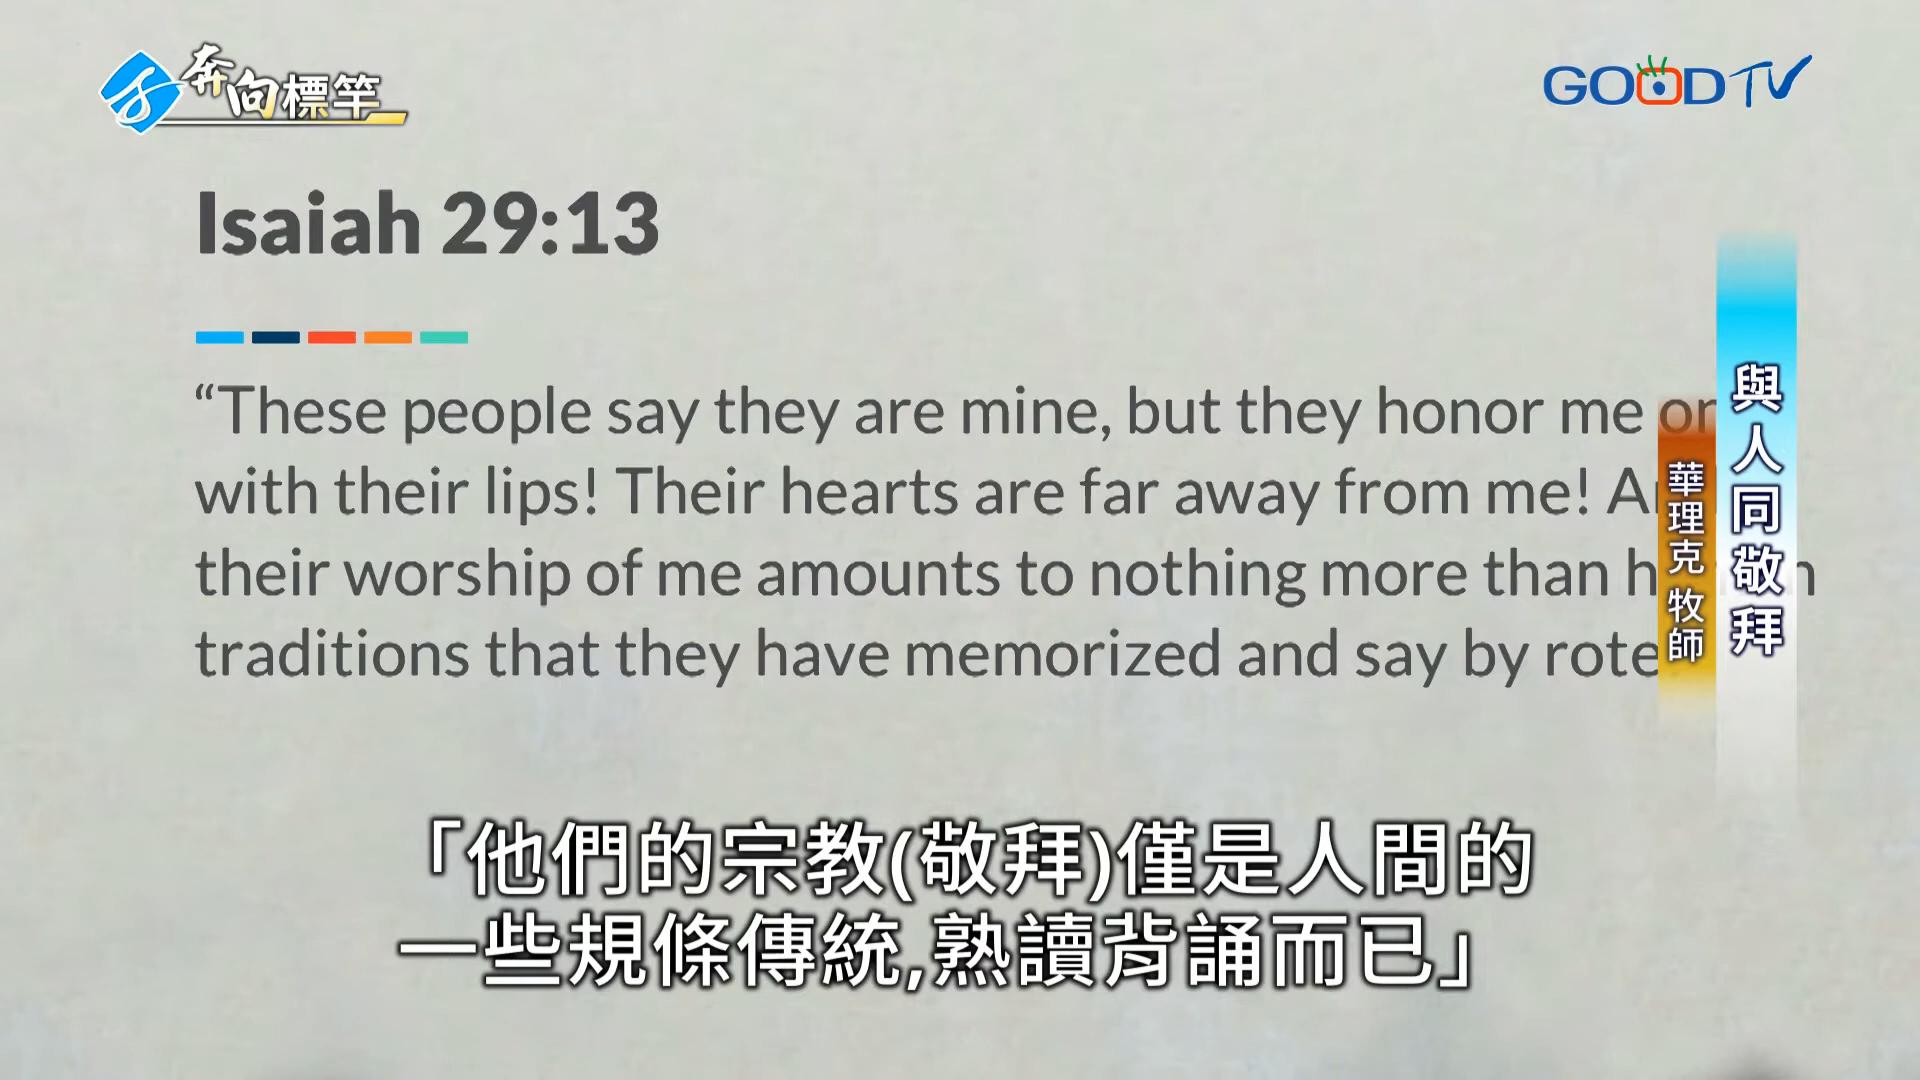 奔向標竿
GOOD TV
Isaiah 29:13
“These people say they are mine, but they honor me
with their lips! Their hearts are far away from me!
their worship of me amounts to nothing more than
traditions that they have memorized and say by rote
與人同敬拜
華理克 牧師
「他們的宗教(敬拜)僅是人間的
一些規條傳統,熟讀背誦而已」